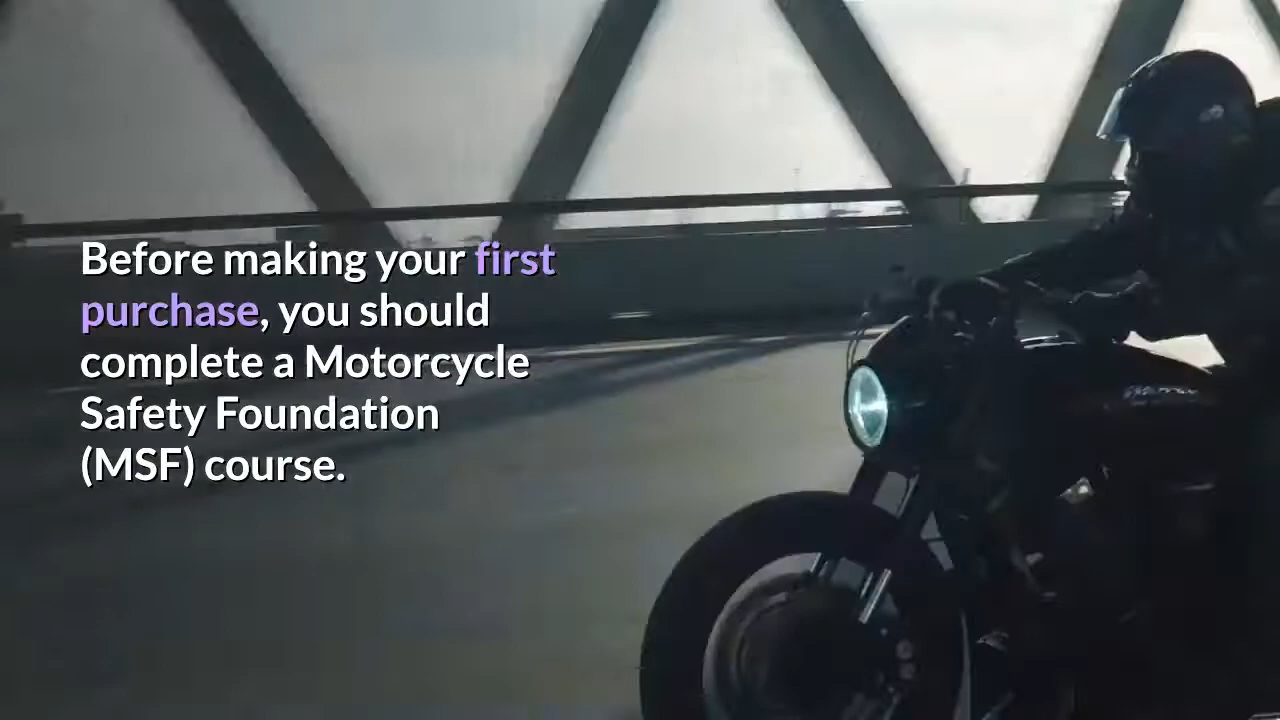 Before making your first
purchase, you should
complete a Motorcycle
Safety Foundation
(MSF) course.